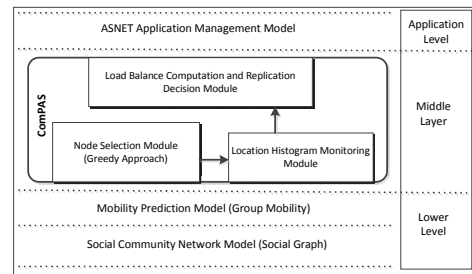 ASNET Application Management Model
Application
Level
ComPAS
Load Balance Computation and Replication
Decision Module
Middle
Layer
Node Selection Module
(Greedy Approach)
Location Histogram Monitoring
Module
Mobility Prediction Model (Group Mobility)
Lower
Level
Social Community Network Model (Social Graph)